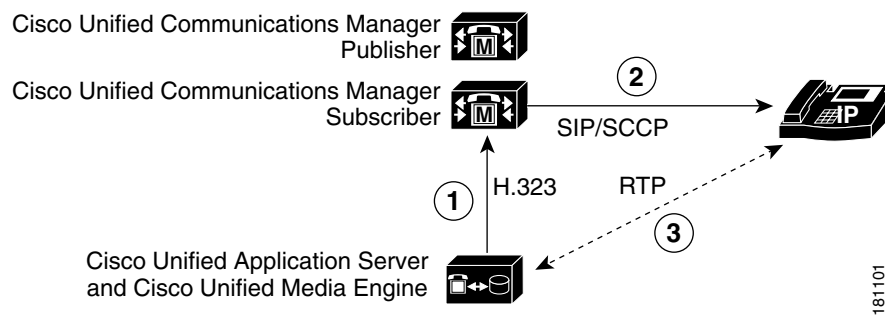 Cisco Unified Communications Manager
Publisher
M
Cisco Unified Communications Manager
Subscriber
M
2
SIP/SCCP
IP
1
H.323
RTP
3
Cisco Unified Application Server
and Cisco Unified Media Engine
181101